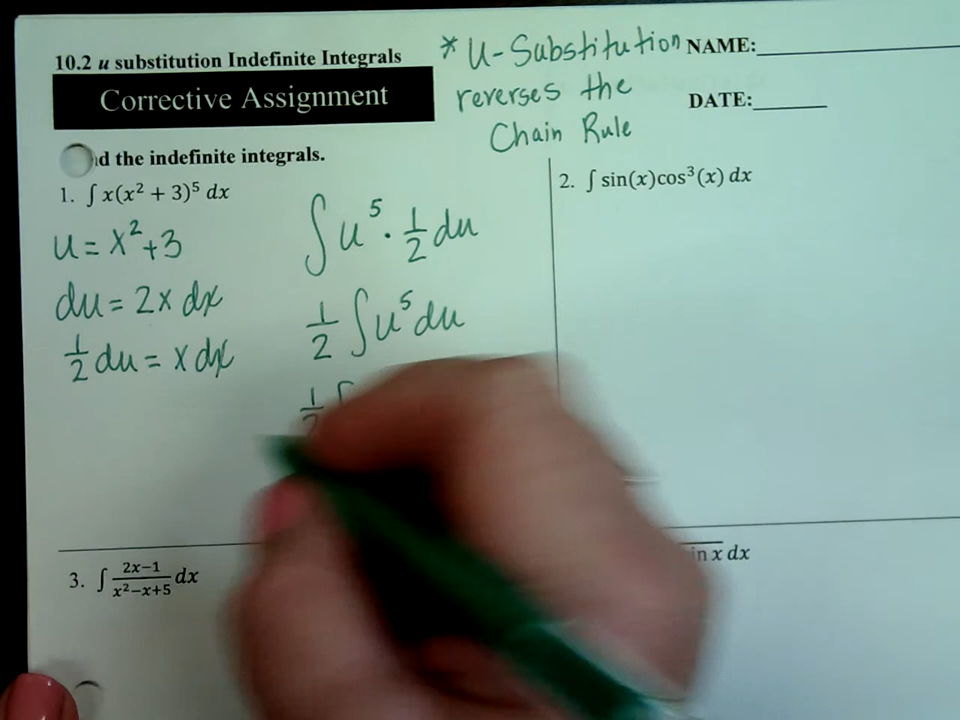 10.2 u substitution Indefinite Integrals
Corrective Assignment
* U-Substitution
reverses the
Chain Rule
NAME:
DATE:
the indefinite integrals.
1. ∫ x(x² + 3)⁵ dx
u = x² + 3
du = 2x dx
½ du = x dx
∫ u⁵ · ½ du
½ ∫ u⁵ du
2. ∫ sin(x)cos³(x) dx
3. ∫ (2x−1)/(x²−x+5) dx
x dx